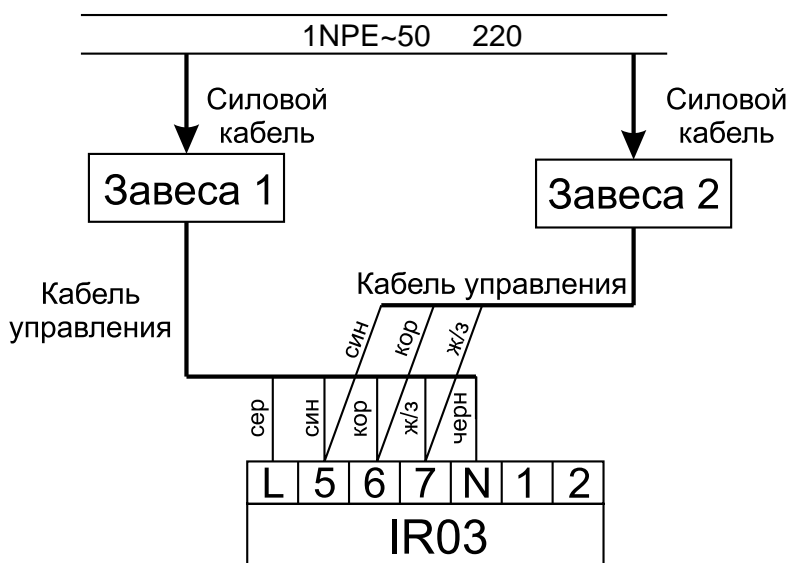 1NPE~50 220
Силовой
кабель
Силовой
кабель
Завеса 1
Завеса 2
Кабель
управления
Кабель управления
син
кор
ж/з
сер
син
кор
ж/з
черн
L 5 6 7 N 1 2
IR03